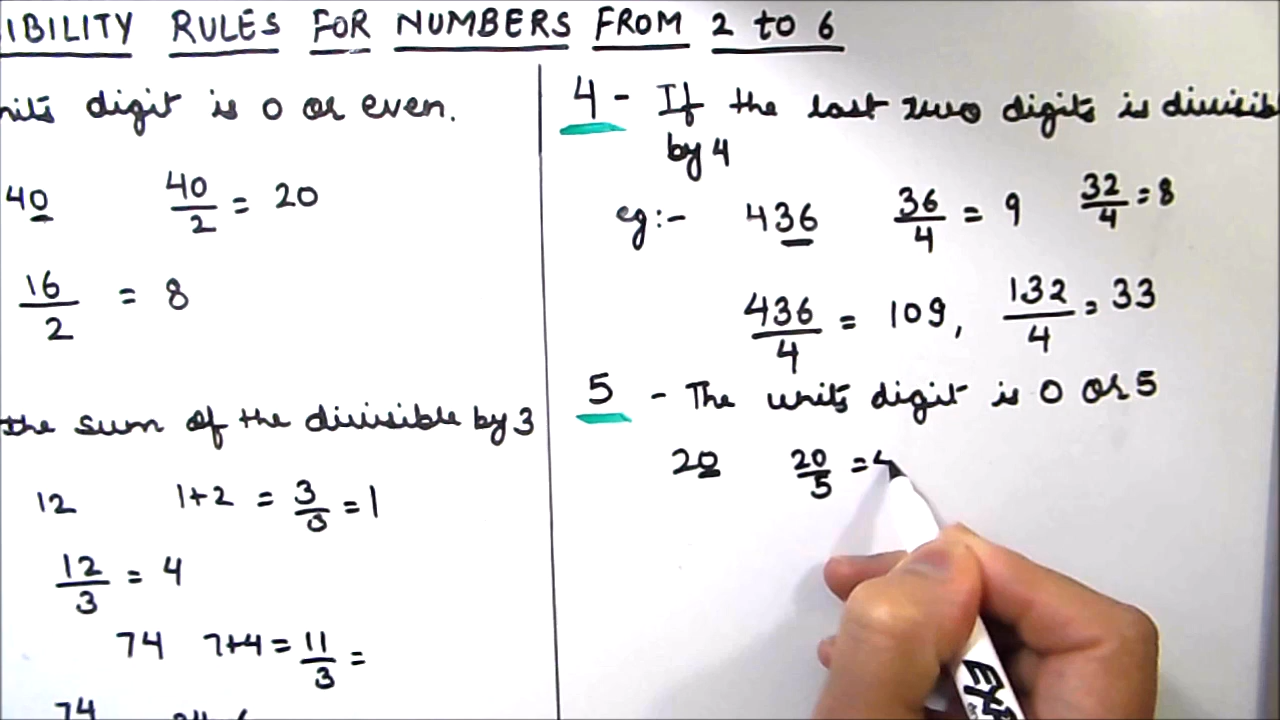 IBILITY RULES FOR NUMBERS FROM 2 to 6
nits digit is 0 or even.
40 40/2 = 20
16/2 = 8
the sum of the divisible by 3
12 1+2 = 3/3 = 1
12/3 = 4
74 7+4 = 11/3 =
74
4 - If the last two digits is divisib
by 4
eg:- 436 36/4 = 9 32/4 = 8
436/4 = 109, 132/4 = 33
5 - The units digit is 0 or 5
20 20/5 = 4